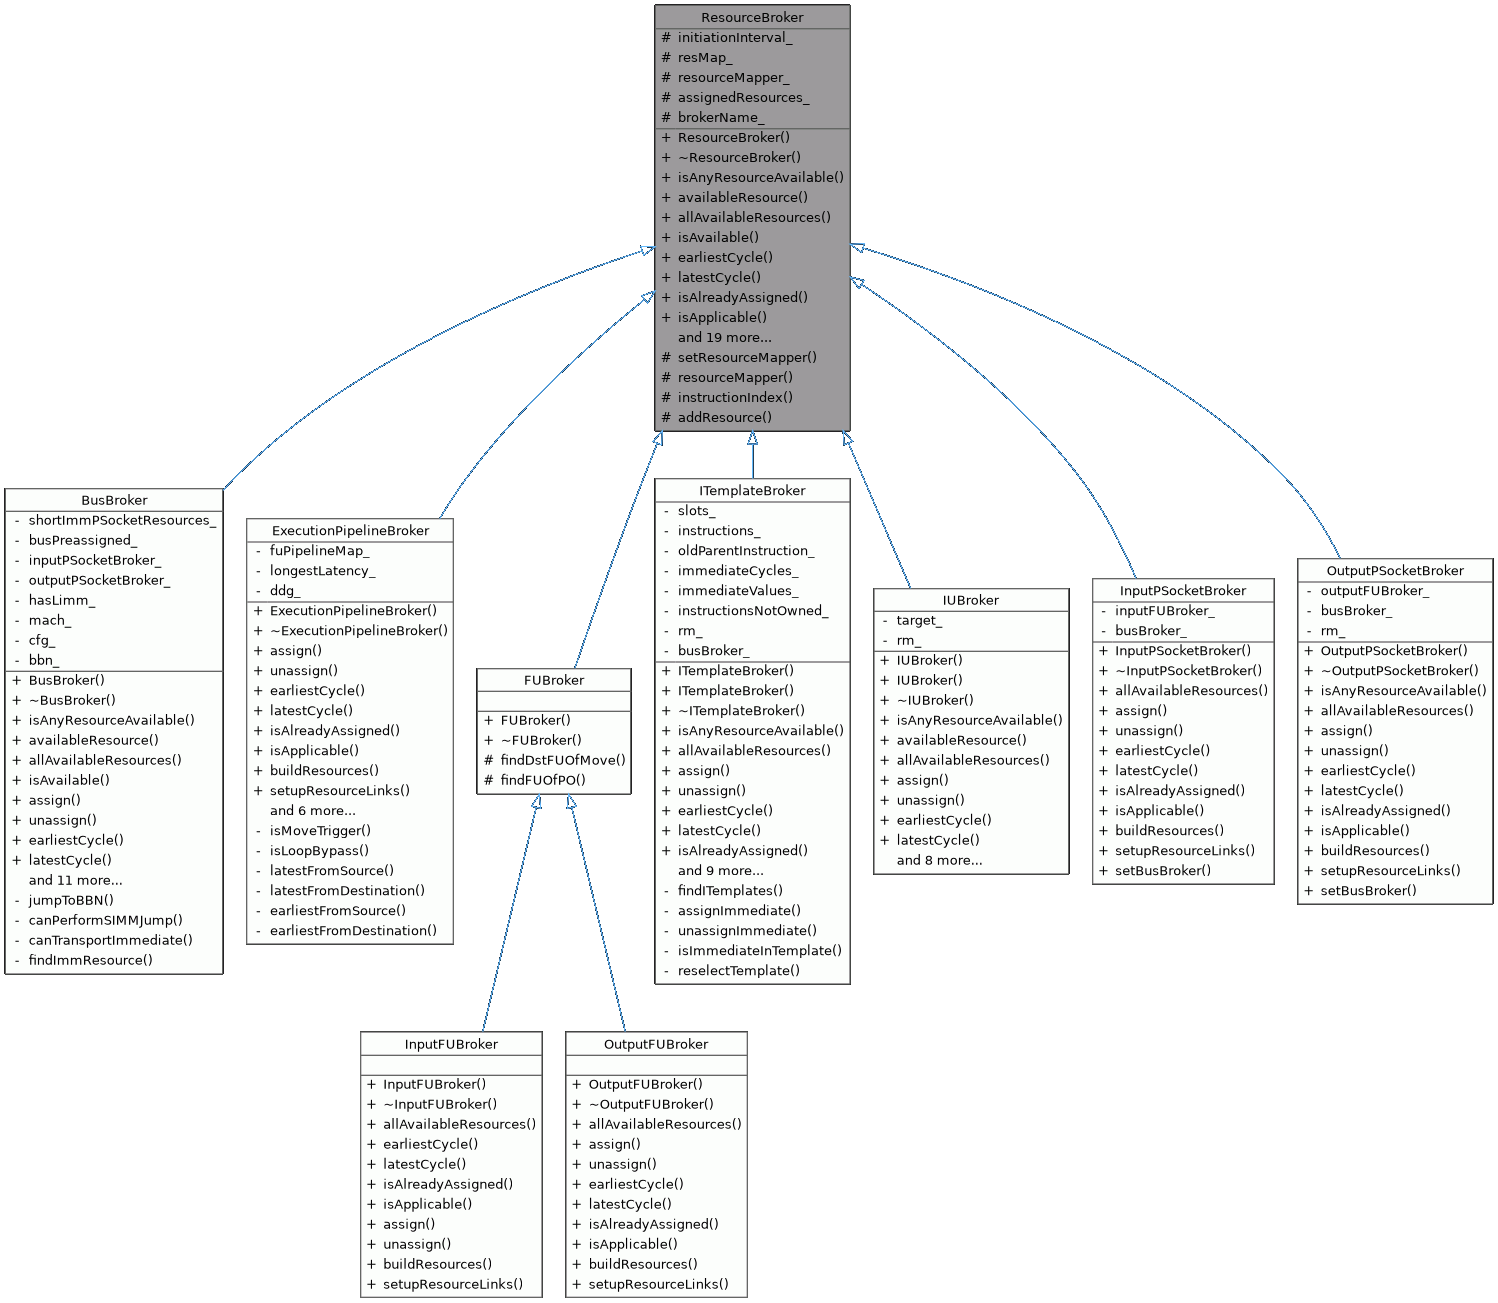 ResourceBroker
# initiationInterval_
# resMap_
# resourceMapper_
# assignedResources_
# brokerName_
+ ResourceBroker()
+ ~ResourceBroker()
+ isAnyResourceAvailable()
+ availableResource()
+ allAvailableResources()
+ isAvailable()
+ earliestCycle()
+ latestCycle()
+ isAlreadyAssigned()
+ isApplicable()
and 19 more...
# setResourceMapper()
# resourceMapper()
# instructionIndex()
# addResource()
BusBroker
- shortImmPSocketResources_
- busPreassigned_
- inputPSocketBroker_
- outputPSocketBroker_
- hasLimm_
- mach_
- cfg_
- bbn_
+ BusBroker()
+ ~BusBroker()
+ isAnyResourceAvailable()
+ availableResource()
+ allAvailableResources()
+ isAvailable()
+ assign()
+ unassign()
+ earliestCycle()
+ latestCycle()
and 11 more...
- jumpToBBN()
- canPerformSIMMJump()
- canTransportImmediate()
- findImmResource()
ExecutionPipelineBroker
- fuPipelineMap_
- longestLatency_
- ddg_
+ ExecutionPipelineBroker()
+ ~ExecutionPipelineBroker()
+ assign()
+ unassign()
+ earliestCycle()
+ latestCycle()
+ isAlreadyAssigned()
+ isApplicable()
+ buildResources()
+ setupResourceLinks()
and 6 more...
- isMoveTrigger()
- isLoopBypass()
- latestFromSource()
- latestFromDestination()
- earliestFromSource()
- earliestFromDestination()
FUBroker
+ FUBroker()
+ ~FUBroker()
# findDstFUOfMove()
# findFUOfPO()
ITemplateBroker
- slots_
- instructions_
- oldParentInstruction_
- immediateCycles_
- immediateValues_
- instructionsNotOwned_
- rm_
- busBroker_
+ ITemplateBroker()
+ ITemplateBroker()
+ ~ITemplateBroker()
+ isAnyResourceAvailable()
+ allAvailableResources()
+ assign()
+ unassign()
+ earliestCycle()
+ latestCycle()
+ isAlreadyAssigned()
and 9 more...
- findITemplates()
- assignImmediate()
- unassignImmediate()
- isImmediateInTemplate()
- reselectTemplate()
IUBroker
- target_
- rm_
+ IUBroker()
+ IUBroker()
+ ~IUBroker()
+ isAnyResourceAvailable()
+ availableResource()
+ allAvailableResources()
+ assign()
+ unassign()
+ earliestCycle()
+ latestCycle()
and 8 more...
InputPSocketBroker
- inputFUBroker_
- busBroker_
+ InputPSocketBroker()
+ ~InputPSocketBroker()
+ allAvailableResources()
+ assign()
+ unassign()
+ earliestCycle()
+ latestCycle()
+ isAlreadyAssigned()
+ isApplicable()
+ buildResources()
+ setupResourceLinks()
+ setBusBroker()
OutputPSocketBroker
- outputFUBroker_
- busBroker_
- rm_
+ OutputPSocketBroker()
+ ~OutputPSocketBroker()
+ isAnyResourceAvailable()
+ allAvailableResources()
+ assign()
+ unassign()
+ earliestCycle()
+ latestCycle()
+ isAlreadyAssigned()
+ isApplicable()
+ buildResources()
+ setupResourceLinks()
+ setBusBroker()
InputFUBroker
+ InputFUBroker()
+ ~InputFUBroker()
+ allAvailableResources()
+ earliestCycle()
+ latestCycle()
+ isAlreadyAssigned()
+ isApplicable()
+ assign()
+ unassign()
+ buildResources()
+ setupResourceLinks()
OutputFUBroker
+ OutputFUBroker()
+ ~OutputFUBroker()
+ allAvailableResources()
+ assign()
+ unassign()
+ earliestCycle()
+ latestCycle()
+ isAlreadyAssigned()
+ isApplicable()
+ buildResources()
+ setupResourceLinks()